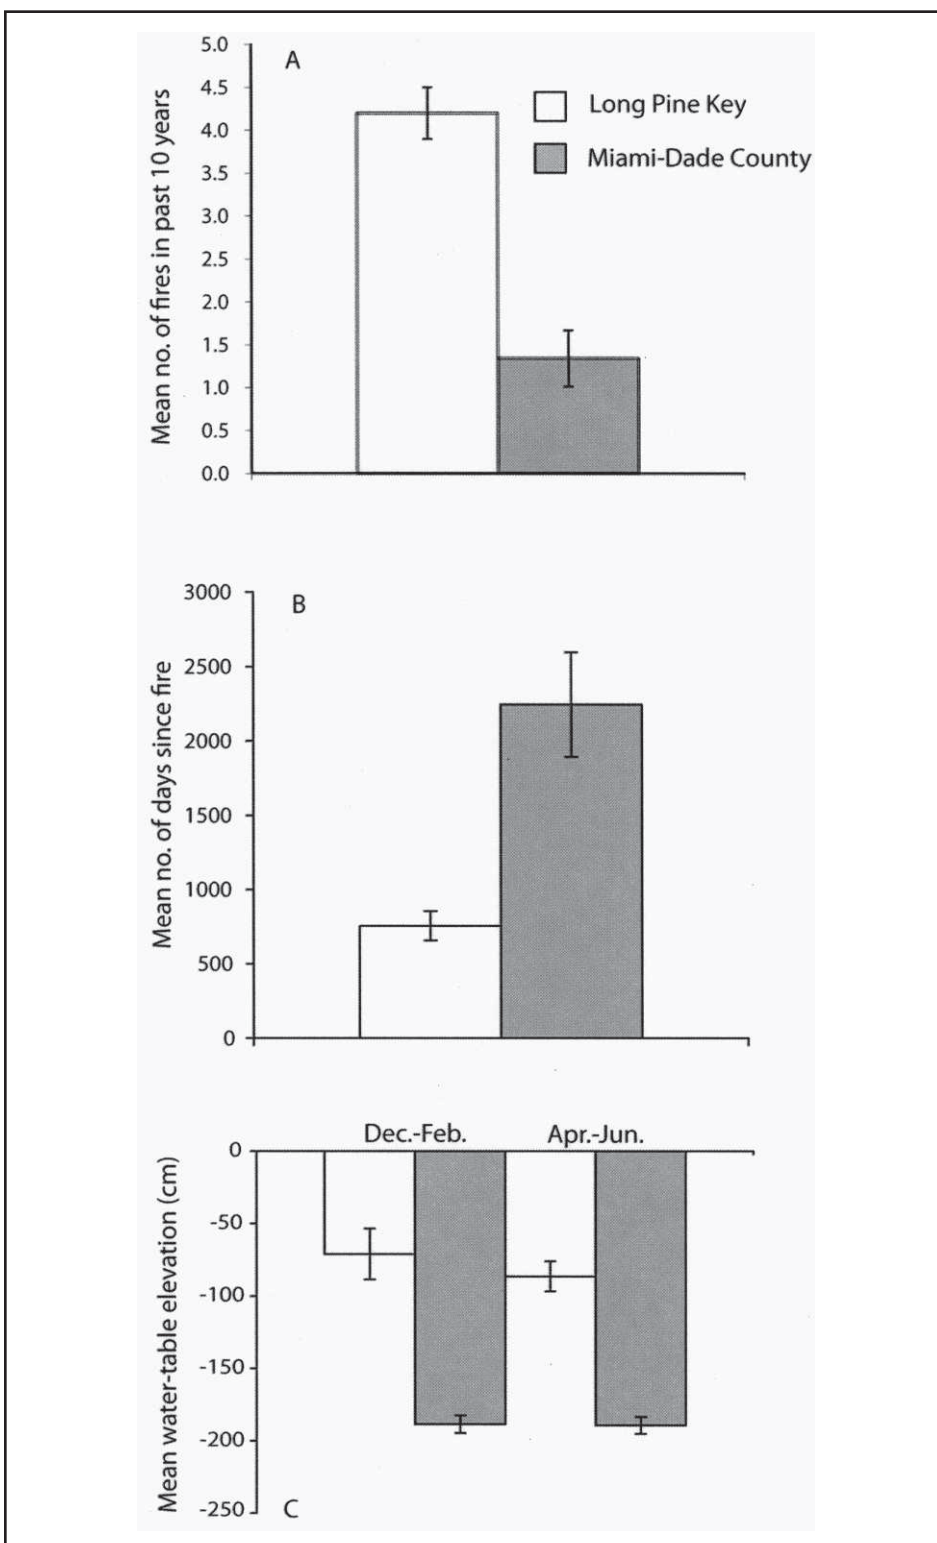 A
Long Pine Key
Miami-Dade County
Mean no. of fires in past 10 years
5.0
4.5
4.0
3.5
3.0
2.5
2.0
1.5
1.0
0.5
0.0
B
Mean no. of days since fire
3000
2500
2000
1500
1000
500
0
Dec.-Feb. Apr.-Jun.
Mean water-table elevation (cm)
0
-50
-100
-150
-200
-250
C